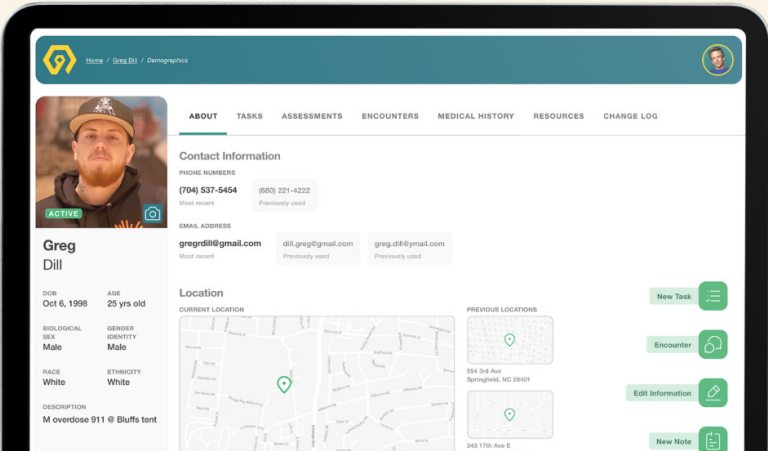 Home / Greg Dill / Demographics
ABOUT TASKS ASSESSMENTS ENCOUNTERS MEDICAL HISTORY RESOURCES CHANGE LOG
ACTIVE
Greg
Dill
DOB AGE
Oct 6, 1998 25 yrs old
BIOLOGICAL SEX GENDER IDENTITY
Male Male
RACE ETHNICITY
White White
DESCRIPTION
M overdose 911 @ Bluffs tent
Contact Information
PHONE NUMBERS
(704) 537-5454 (680) 221-4222
Most recent Previously used
EMAIL ADDRESS
gregrdill@gmail.com dill.greg@gmail.com greg.dill@ymail.com
Most recent Previously used Previously used
Location
CURRENT LOCATION
PREVIOUS LOCATIONS
554 3rd Ave
Springfield, NC 28401
343 17th Ave E
New Task
Encounter
Edit Information
New Note